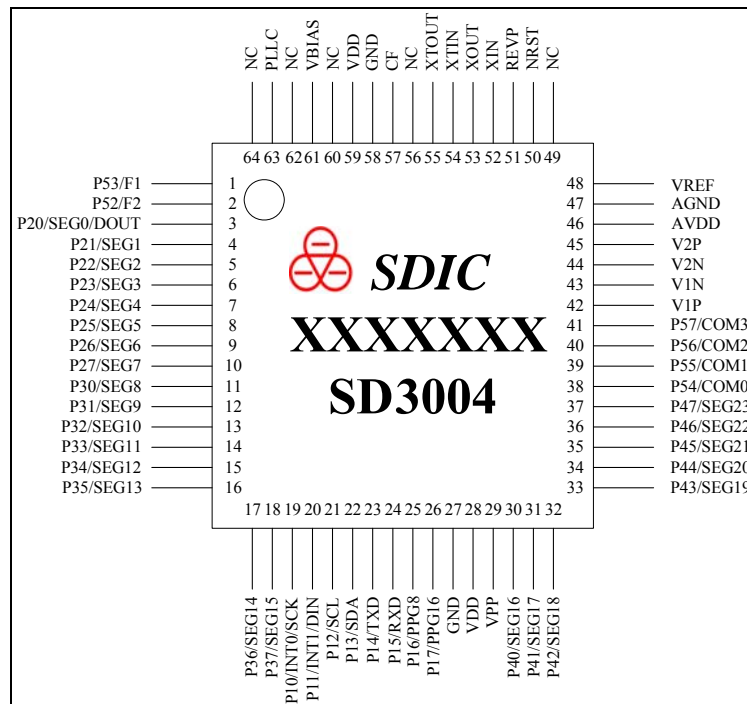 NC
PLLC
NC
VBIAS
NC
VDD
GND
CF
NC
XTOUT
XTIN
XOUT
XIN
REVP
NRST
NC
64 63 62 61 60 59 58 57 56 55 54 53 52 51 50 49
P53/F1 1
P52/F2 2
P20/SEG0/DOUT 3
P21/SEG1 4
P22/SEG2 5
P23/SEG3 6
P24/SEG4 7
P25/SEG5 8
P26/SEG6 9
P27/SEG7 10
P30/SEG8 11
P31/SEG9 12
P32/SEG10 13
P33/SEG11 14
P34/SEG12 15
P35/SEG13 16
SDIC
XXXXXXX
SD3004
48 VREF
47 AGND
46 AVDD
45 V2P
44 V2N
43 V1N
42 V1P
41 P57/COM3
40 P56/COM2
39 P55/COM1
38 P54/COM0
37 P47/SEG23
36 P46/SEG22
35 P45/SEG21
34 P44/SEG20
33 P43/SEG19
17 18 19 20 21 22 23 24 25 26 27 28 29 30 31 32
P36/SEG14
P37/SEG15
P10/INT0/SCK
P11/INT1/DIN
P12/SCL
P13/SDA
P14/TXD
P15/RXD
P16/PPG8
P17/PPG16
GND
VDD
VPP
P40/SEG16
P41/SEG17
P42/SEG18